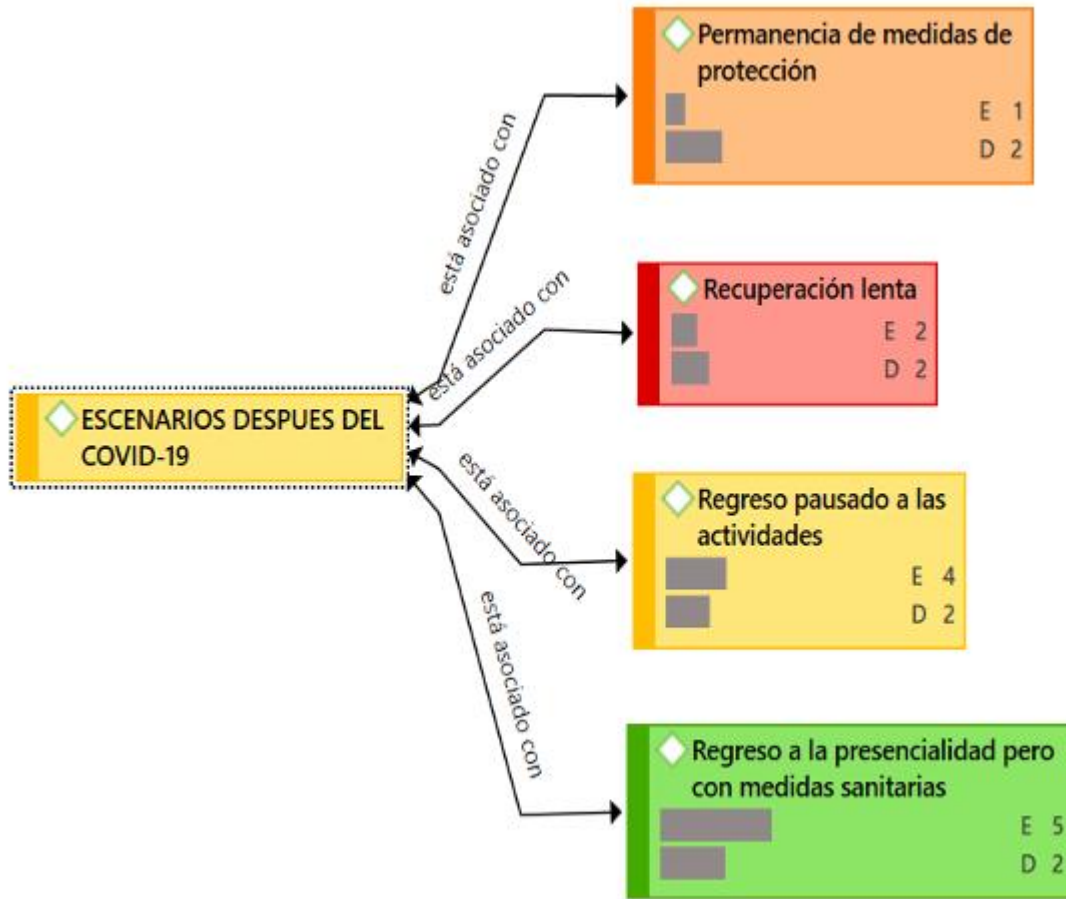 Permanencia de medidas de
protección
E 1
D 2
está asociado con
Recuperación lenta
E 2
D 2
está asociado con
ESCENARIOS DESPUES DEL
COVID-19
está asociado con
Regreso pausado a las
actividades
E 4
D 2
está asociado con
Regreso a la presencialidad pero
con medidas sanitarias
E 5
D 2